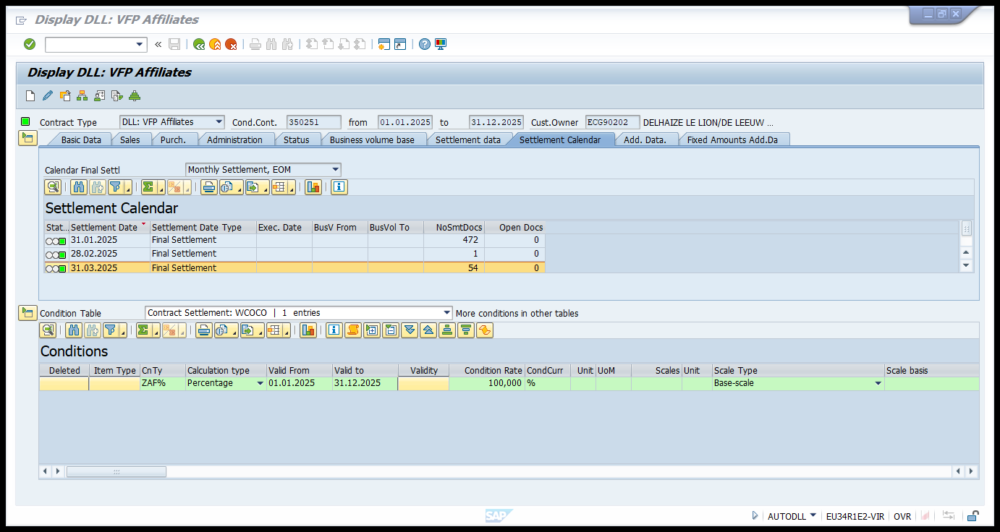 Display DLL: VFP Affiliates
Display DLL: VFP Affiliates
Contract Type DLL: VFP Affiliates Cond.Cont. 350251 from 01.01.2025 to 31.12.2025 Cust.Owner ECG90202 DELHAIZE LE LION/DE LEEUW ...
Basic Data Sales Purch. Administration Status Business volume base Settlement data Settlement Calendar Add. Data. Fixed Amounts Add.Da
Calendar Final Settl Monthly Settlement, EOM
Settlement Calendar
Stat... Settlement Date Settlement Date Type Exec. Date BusV From BusVol To NoSmtDocs Open Docs
31.01.2025 Final Settlement 472 0
28.02.2025 Final Settlement 1 0
31.03.2025 Final Settlement 54 0
Condition Table Contract Settlement: WCOCO | 1 entries More conditions in other tables
Conditions
Deleted Item Type CnTy Calculation type Valid From Valid to Validity Condition Rate CondCurr Unit UoM Scales Unit Scale Type Scale basis
ZAF% Percentage 01.01.2025 31.12.2025 100,000 % Base-scale
SAP AUTODLL EU34R1E2-VIR OVR